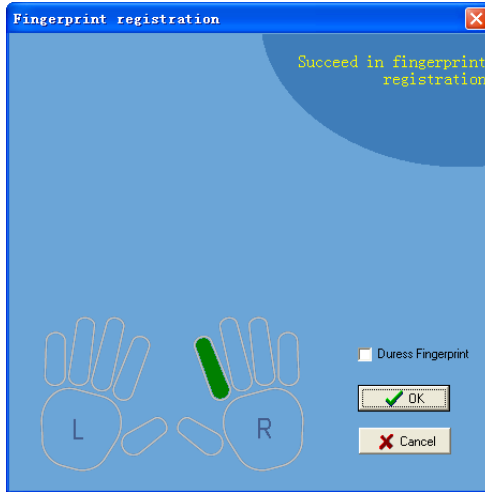 Fingerprint registration
Succeed in fingerprint
registration
Duress Fingerprint
OK
L
R
Cancel